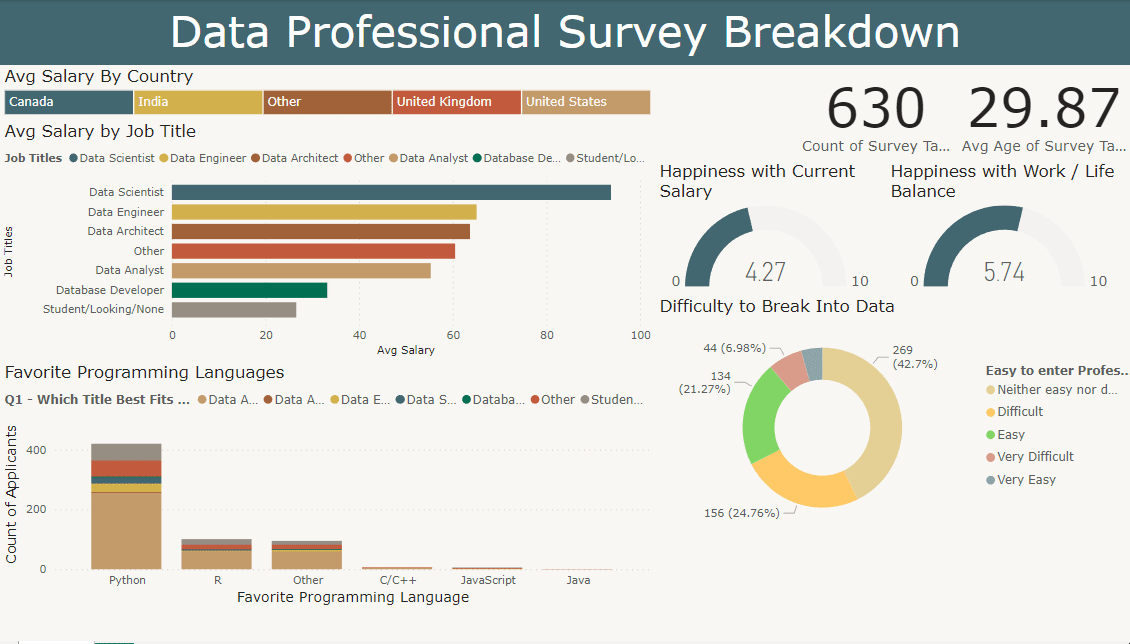 Data Professional Survey Breakdown
Avg Salary By Country
Canada India Other United Kingdom United States
630
Count of Survey Ta...
29.87
Avg Age of Survey Ta...
Avg Salary by Job Title
Job Titles Data Scientist Data Engineer Data Architect Other Data Analyst Database De... Student/Lo...
Job Titles
Data Scientist
Data Engineer
Data Architect
Other
Data Analyst
Database Developer
Student/Looking/None
0 20 40 60 80 100
Avg Salary
Happiness with Current
Salary
0 4.27 10
Happiness with Work / Life
Balance
0 5.74 10
Difficulty to Break Into Data
44 (6.98%)
269
(42.7%)
134
(21.27%)
156 (24.76%)
Easy to enter Profes...
Neither easy nor d...
Difficult
Easy
Very Difficult
Very Easy
Favorite Programming Languages
Q1 - Which Title Best Fits ... Data A... Data A... Data E... Data S... Databa... Other Studen...
Count of Applicants
400
200
0
Python R Other C/C++ JavaScript Java
Favorite Programming Language